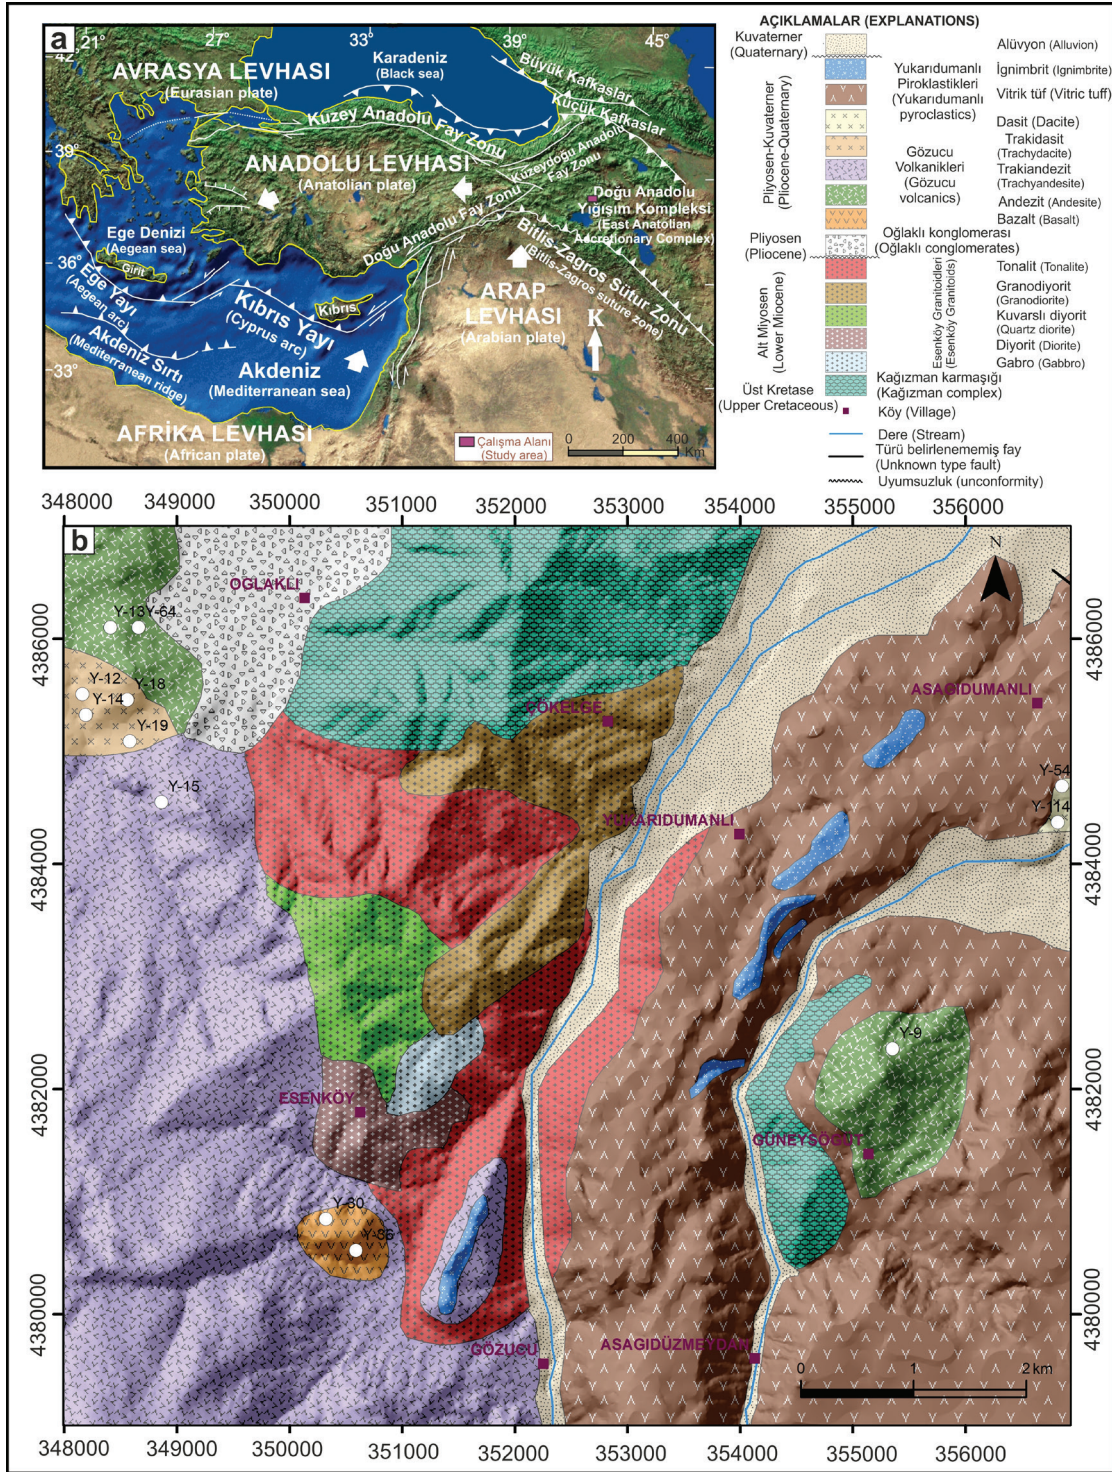 a
21
27
33
39
45
42
39
36
33
AVRASYA LEVHASI
(Eurasian plate)
Karadeniz
(Black sea)
Büyük Kafkaslar
Küçük Kafkaslar
Kuzey Anadolu Fay Zonu
Kuzeydoğu Anadolu
Fay Zonu
ANADOLU LEVHASI
(Anatolian plate)
Doğu Anadolu Fay Zonu
Doğu Anadolu
Yığışım Kompleksi
(East Anatolian
Accretionary Complex)
Ege Denizi
(Aegean sea)
Girit
Ege Yayı
(Aegean arc)
Kıbrıs Yayı
(Cyprus arc)
Kıbrıs
Bitlis-Zagros Sütur Zonu
(Bitlis-Zagros suture zone)
ARAP
LEVHASI
(Arabian plate)
K
Akdeniz Sırtı
(Mediterranean ridge)
Akdeniz
(Mediterranean sea)
AFRİKA LEVHASI
(African plate)
Çalışma Alanı
(Study area)
0 200 400
Km
AÇIKLAMALAR (EXPLANATIONS)
Kuvaterner
(Quaternary)
Alüvyon (Alluvion)
Pliyosen-Kuvaterner
(Pliocene-Quaternary)
Yukarıdumanlı
Piroklastikleri
(Yukarıdumanlı
pyroclastics)
İgnimbrit (Ignimbrite)
Vitrik tüf (Vitric tuff)
Gözucu
Volkanikleri
(Gözucu
volcanics)
Dasit (Dacite)
Trakidasit
(Trachydacite)
Trakiandezit
(Trachyandesite)
Andezit (Andesite)
Bazalt (Basalt)
Pliyosen
(Pliocene)
Oğlaklı konglomerası
(Oğlaklı conglomerates)
Alt Miyosen
(Lower Miocene)
Esenköy Granitoidleri
(Esenköy Granitoids)
Tonalit (Tonalite)
Granodiyorit
(Granodiorite)
Kuvarslı diyorit
(Quartz diorite)
Diyorit (Diorite)
Gabro (Gabbro)
Üst Kretase
(Upper Cretaceous)
Kağızman karmaşığı
(Kağızman complex)
Köy (Village)
Dere (Stream)
Türü belirlenememiş fay
(Unknown type fault)
Uyumsuzluk (unconformity)
348000 349000 350000 351000 352000 353000 354000 355000 356000
b
N
4386000
4384000
4382000
4380000
4386000
4384000
4382000
4380000
OĞLAKLI
Y-13
Y-64
Y-12
Y-18
Y-14
Y-19
Y-15
ÇÖKELGE
ASAGIDUMANLI
Y-54
Y-114
YUKARIDUMANLI
Y-9
ESENKÖY
GÜNEYSÖGÜT
Y-30
Y-36
GÖZUCU
ASAGIDÜZMEYDAN
0 1 2 km
348000 349000 350000 351000 352000 353000 354000 355000 356000